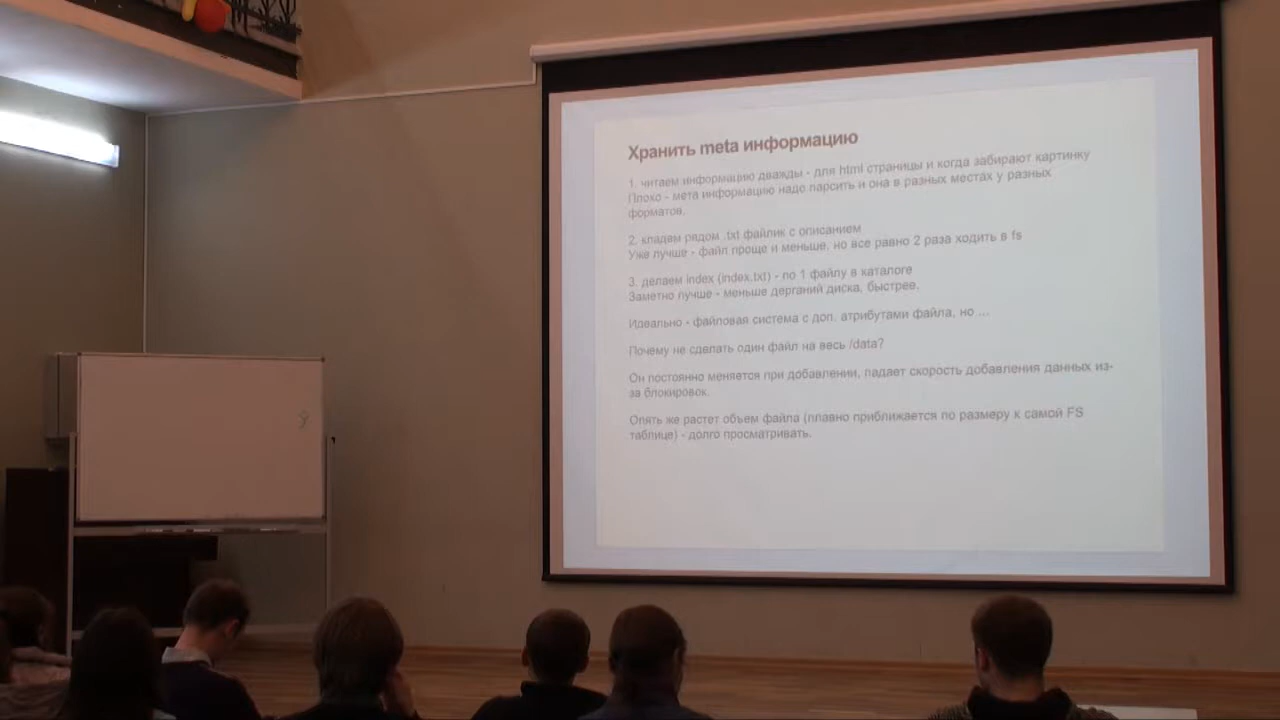 Хранить meta информацию
1. читаем информацию дважды - для html страницы и когда забирают картинку
Плохо - мета информацию надо парсить и она в разных местах у разных
форматов.
2. кладем рядом .txt файлик с описанием
Уже лучше - файл проще и меньше, но все равно 2 раза ходить в fs
3. делаем index (index.txt) - по 1 файлу в каталоге
Заметно лучше - меньше дерганий диска, быстрее.
Идеально - файловая система с доп. атрибутами файла, но ...
Почему не сделать один файл на весь /data?
Он постоянно меняется при добавлении, падает скорость добавления данных из-
за блокировок.
Опять же растет объем файла (плавно приближается по размеру к самой FS
таблице) - долго просматривать.